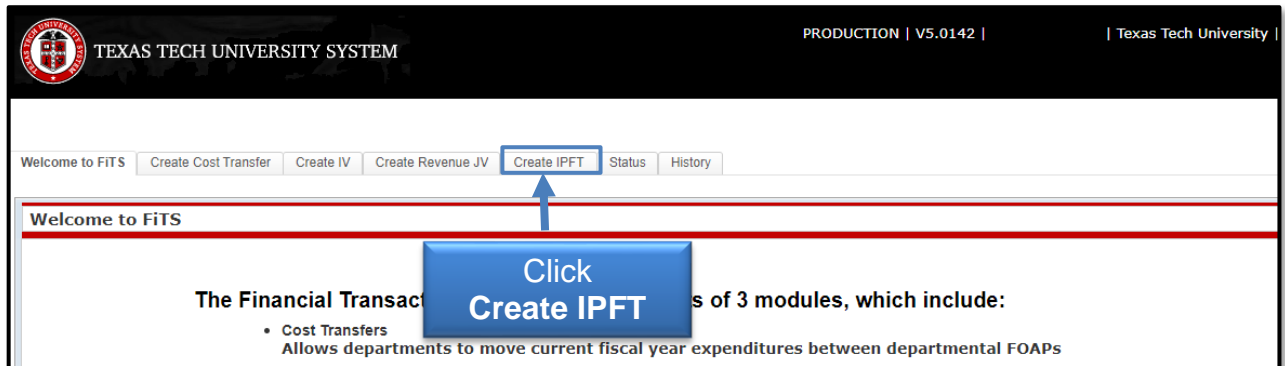 TEXAS TECH UNIVERSITY SYSTEM
PRODUCTION | V5.0142 | | Texas Tech University |
Welcome to FiTS Create Cost Transfer Create IV Create Revenue JV Create IPFT Status History
Welcome to FiTS
Click
Create IPFT
The Financial Transact s of 3 modules, which include:
• Cost Transfers
Allows departments to move current fiscal year expenditures between departmental FOAPs